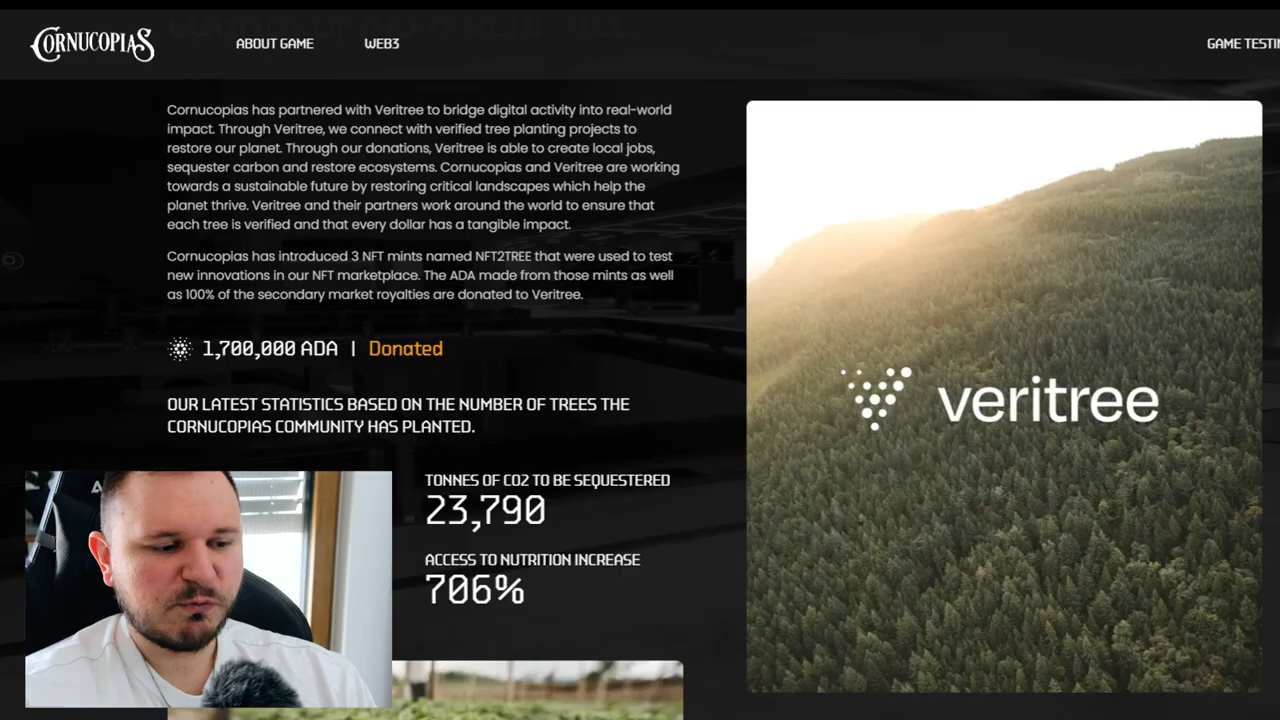 CORNUCOPIAS
ABOUT GAME
WEB3
GAME TESTIN
Cornucopias has partnered with Veritree to bridge digital activity into real-world
impact. Through Veritree, we connect with verified tree planting projects to
restore our planet. Through our donations, Veritree is able to create local jobs,
sequester carbon and restore ecosystems. Cornucopias and Veritree are working
towards a sustainable future by restoring critical landscapes which help the
planet thrive. Veritree and their partners work around the world to ensure that
each tree is verified and that every dollar has a tangible impact.
Cornucopias has introduced 3 NFT mints named NFT2TREE that were used to test
new innovations in our NFT marketplace. The ADA made from those mints as well
as 100% of the secondary market royalties are donated to Veritree.
1,700,000 ADA | Donated
OUR LATEST STATISTICS BASED ON THE NUMBER OF TREES THE
CORNUCOPIAS COMMUNITY HAS PLANTED.
TONNES OF CO2 TO BE SEQUESTERED
23,790
ACCESS TO NUTRITION INCREASE
706%
veritree